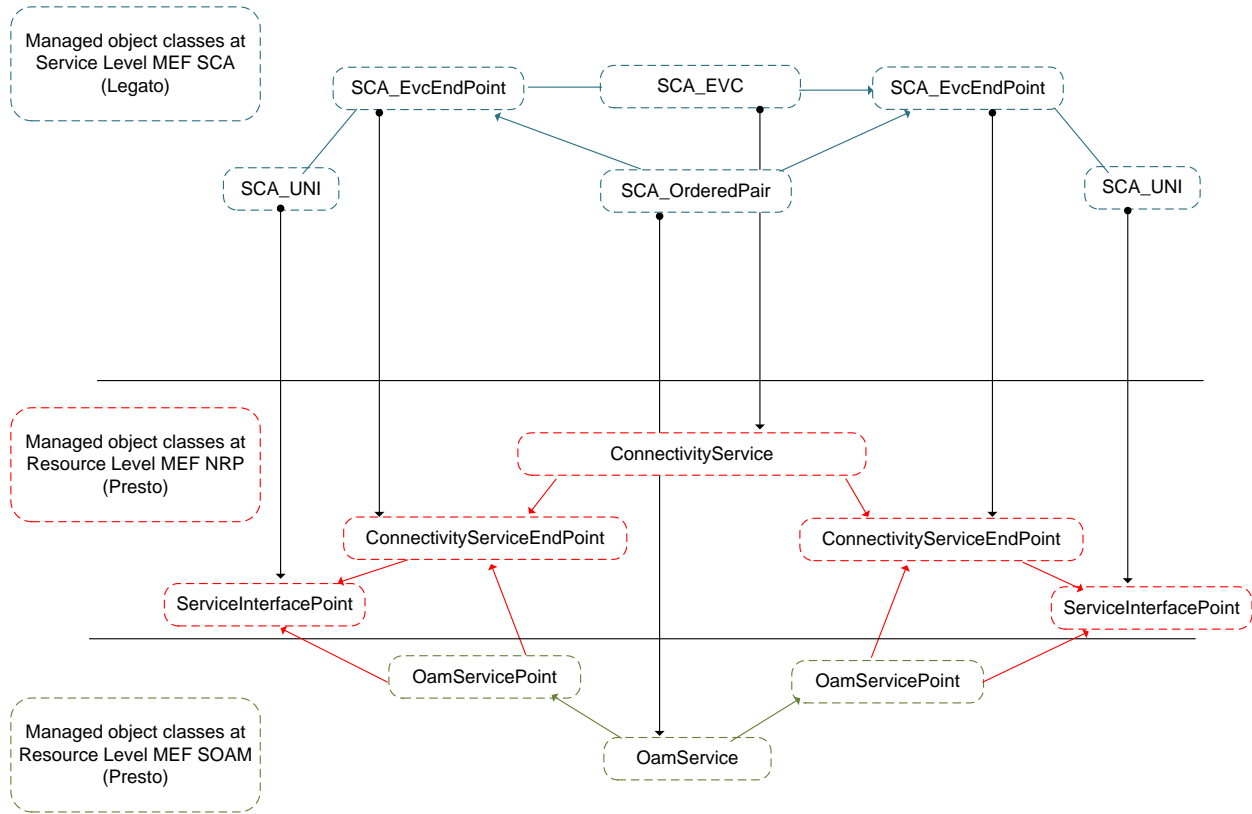 Managed object classes at
Service Level MEF SCA
(Legato)
SCA_EvcEndPoint
SCA_EVC
SCA_EvcEndPoint
SCA_UNI
SCA_OrderedPair
SCA_UNI
Managed object classes at
Resource Level MEF NRP
(Presto)
ConnectivityService
ConnectivityServiceEndPoint
ConnectivityServiceEndPoint
ServiceInterfacePoint
ServiceInterfacePoint
OamServicePoint
OamServicePoint
Managed object classes at
Resource Level MEF SOAM
(Presto)
OamService